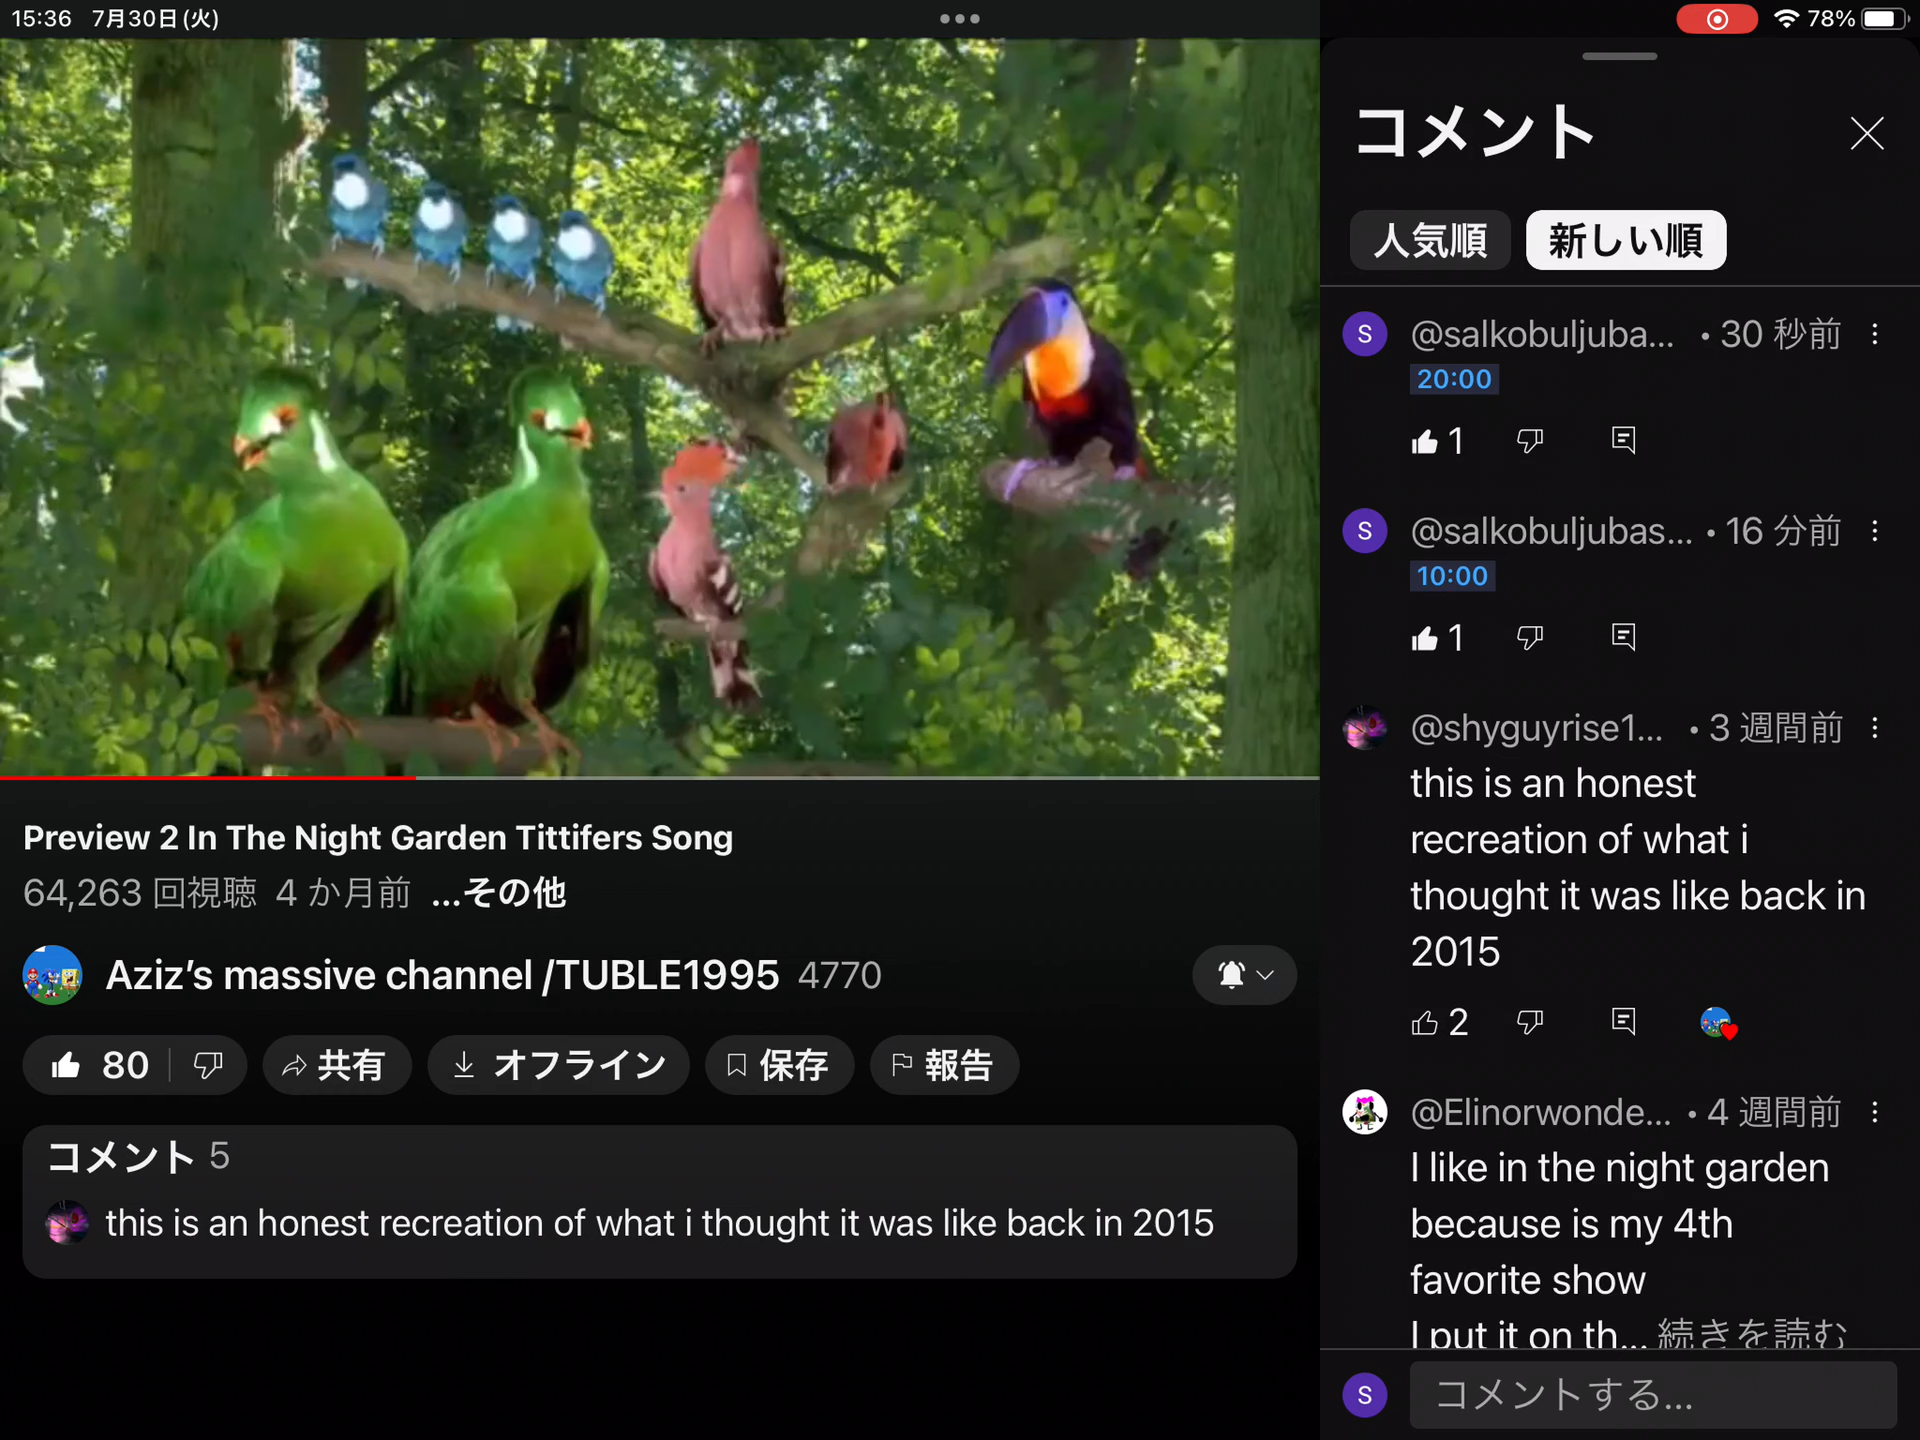 15:36 7月30日(火)
78%
Preview 2 In The Night Garden Tittifers Song
64,263 回視聴 4 か月前 ...その他
Aziz's massive channel /TUBLE1995 4770
80 共有 オフライン 保存 報告
コメント 5
this is an honest recreation of what i thought it was like back in 2015
コメント
人気順 新しい順
S @salkobuljuba... • 30 秒前
20:00
1
S @salkobuljubas... • 16 分前
10:00
1
@shyguyrise1... • 3 週間前
this is an honest
recreation of what i
thought it was like back in
2015
2
@Elinorwonde... • 4 週間前
I like in the night garden
because is my 4th
favorite show
I put it on th... 続きを読む
S コメントする...